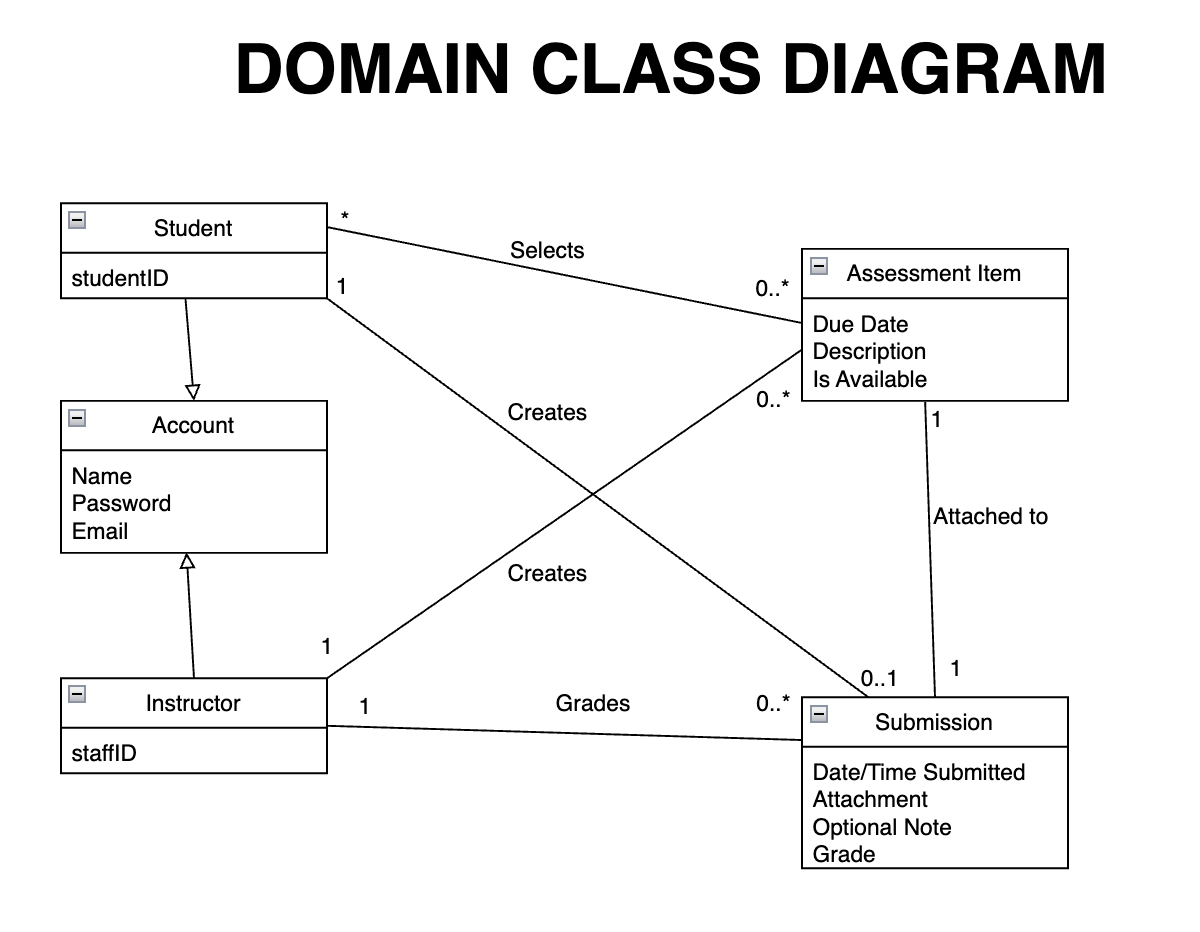 DOMAIN CLASS DIAGRAM
Student
studentID
*
1
Selects
0..*
Assessment Item
Due Date
Description
Is Available
0..*
1
Account
Name
Password
Email
Creates
Attached to
Creates
1
1
Grades
0..*
0..1
1
Instructor
staffID
Submission
Date/Time Submitted
Attachment
Optional Note
Grade